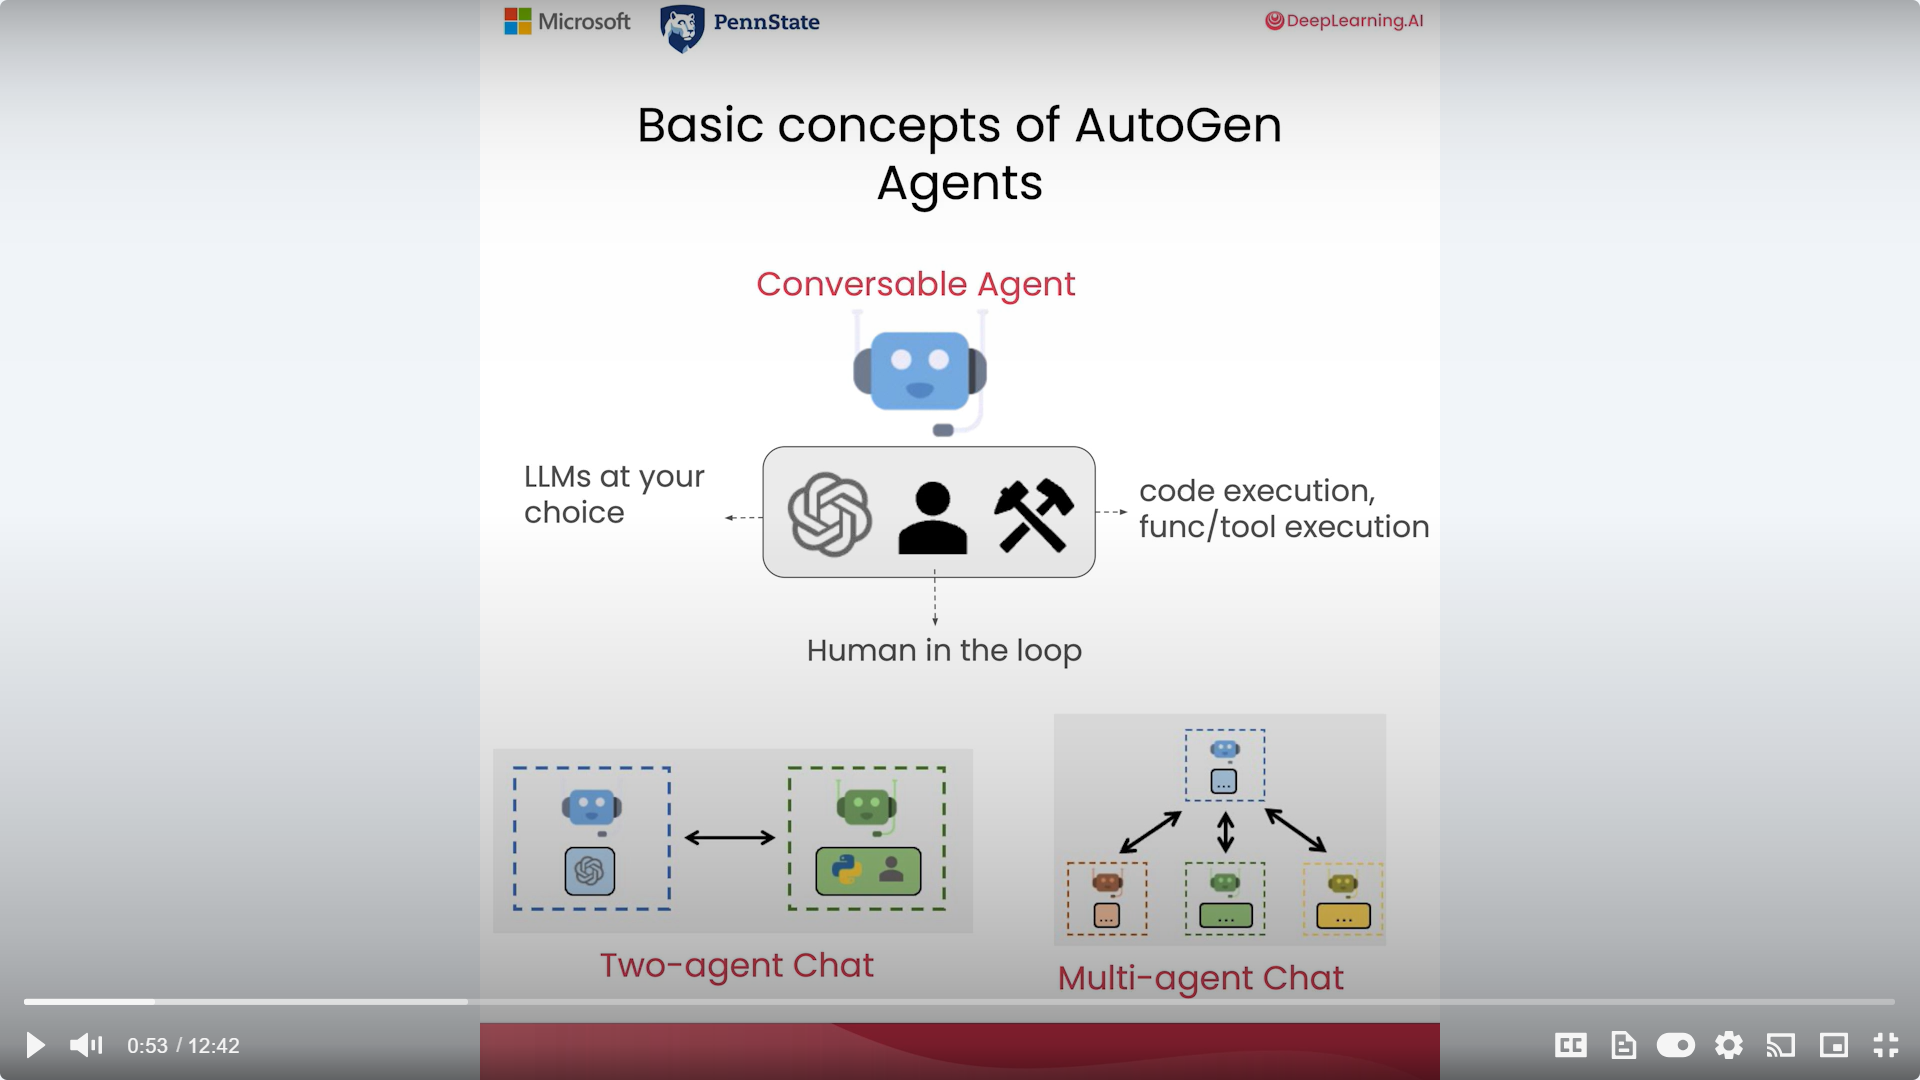 Microsoft
PennState
DeepLearning.AI
Basic concepts of AutoGen
Agents
Conversable Agent
LLMs at your
choice
code execution,
func/tool execution
Human in the loop
...
...
...
...
Two-agent Chat
Multi-agent Chat
0:53 / 12:42
CC